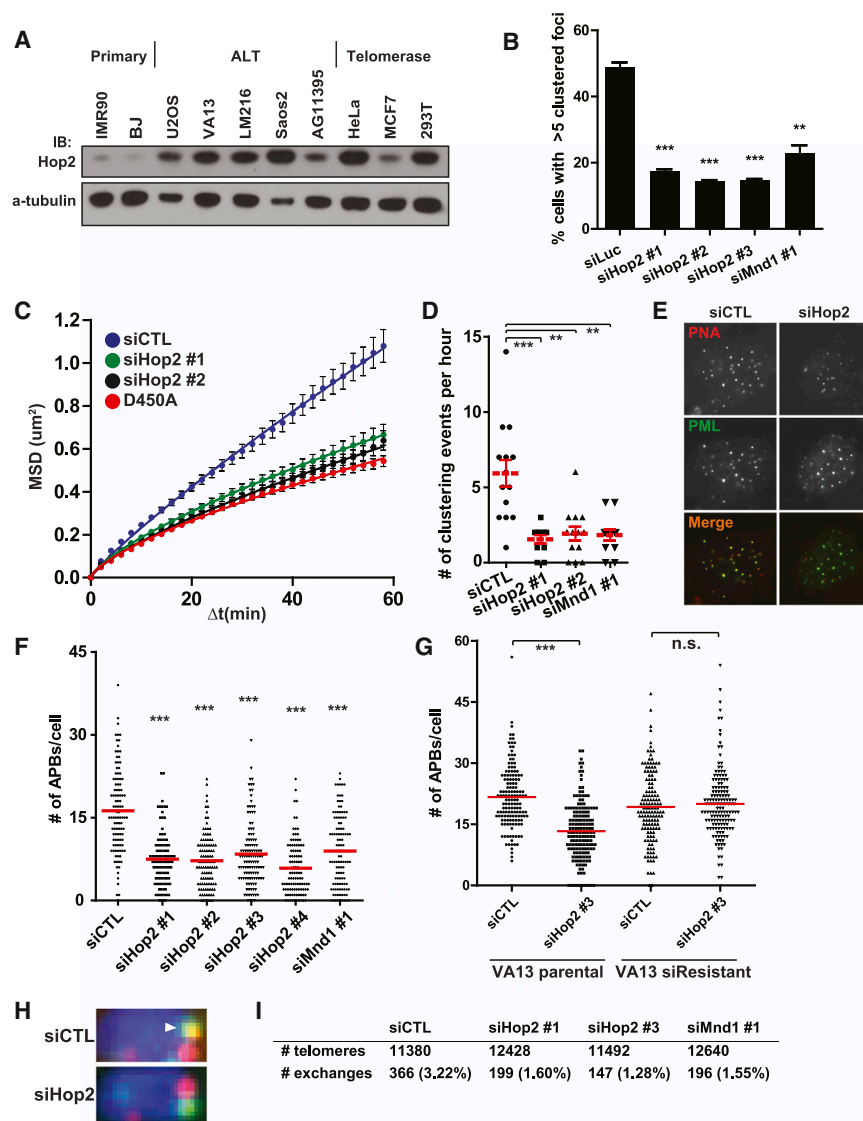 A
Primary
ALT
Telomerase
IMR90
BJ
U2OS
VA13
LM216
Saos2
AG11395
HeLa
MCF7
293T
IB:
Hop2
a-tubulin
B
% cells with >5 clustered foci
60
40
20
0
siLuc
siHop2 #1
siHop2 #2
siHop2 #3
siMnd1 #1
***
***
***
**
C
MSD (um²)
1.2
1.0
0.8
0.6
0.4
0.2
0.0
0
20
40
60
Δt(min)
siCTL
siHop2 #1
siHop2 #2
D450A
D
# of clustering events per hour
15
10
5
0
***
**
**
siCTL
siHop2 #1
siHop2 #2
siMnd1 #1
E
siCTL
siHop2
PNA
PML
Merge
F
# of APBs/cell
45
30
15
0
***
***
***
***
***
siCTL
siHop2 #1
siHop2 #2
siHop2 #3
siHop2 #4
siMnd1 #1
G
# of APBs/cell
60
45
30
15
0
***
n.s.
siCTL
siHop2 #3
siCTL
siHop2 #3
VA13 parental
VA13 siResistant
H
siCTL
siHop2
I
siCTL siHop2 #1 siHop2 #3 siMnd1 #1
# telomeres 11380 12428 11492 12640
# exchanges 366 (3.22%) 199 (1.60%) 147 (1.28%) 196 (1.55%)